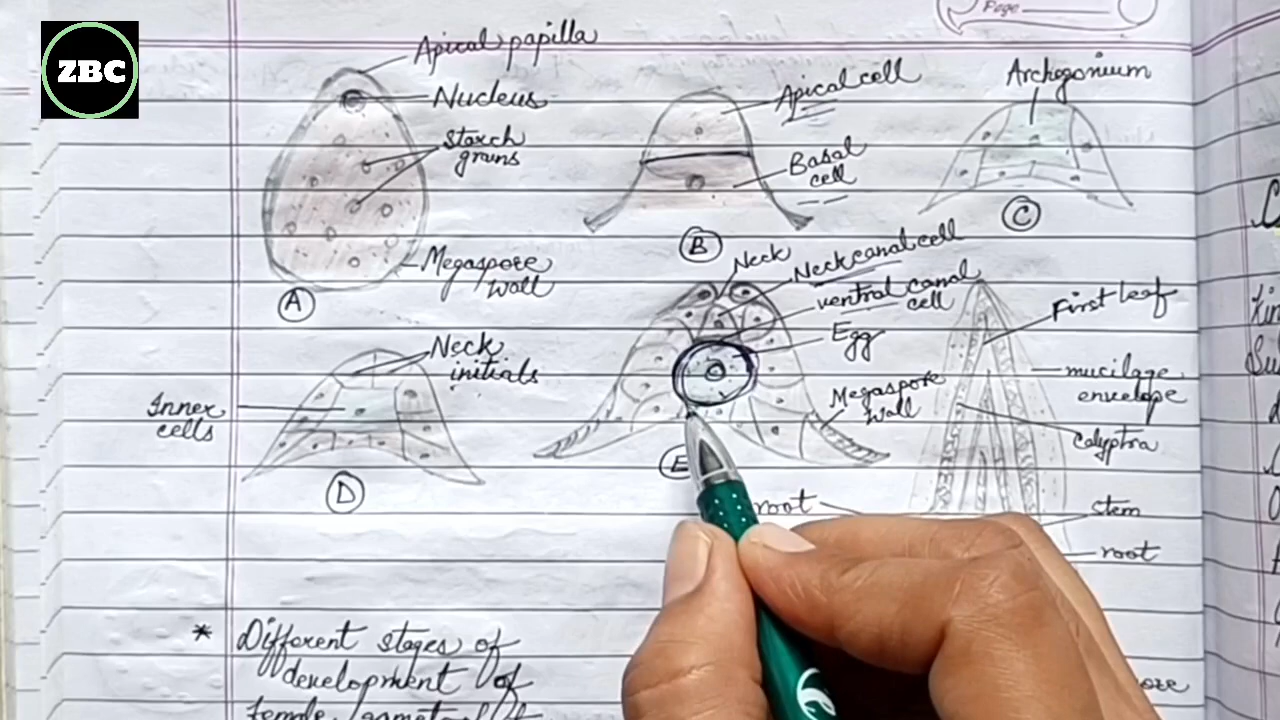 ZBC
Page
Apical papilla
Nucleus
Starch
grains
Megaspore
wall
A
Apical cell
Basal
cell
B
Archegonium
C
Neck
initials
Inner
cells
D
Neck
Neck canal cell
ventral canal
cell
Egg
Megaspore
wall
E
First leaf
mucilage
envelope
calyptra
root
stem
root
* Different stages of
development of
Female